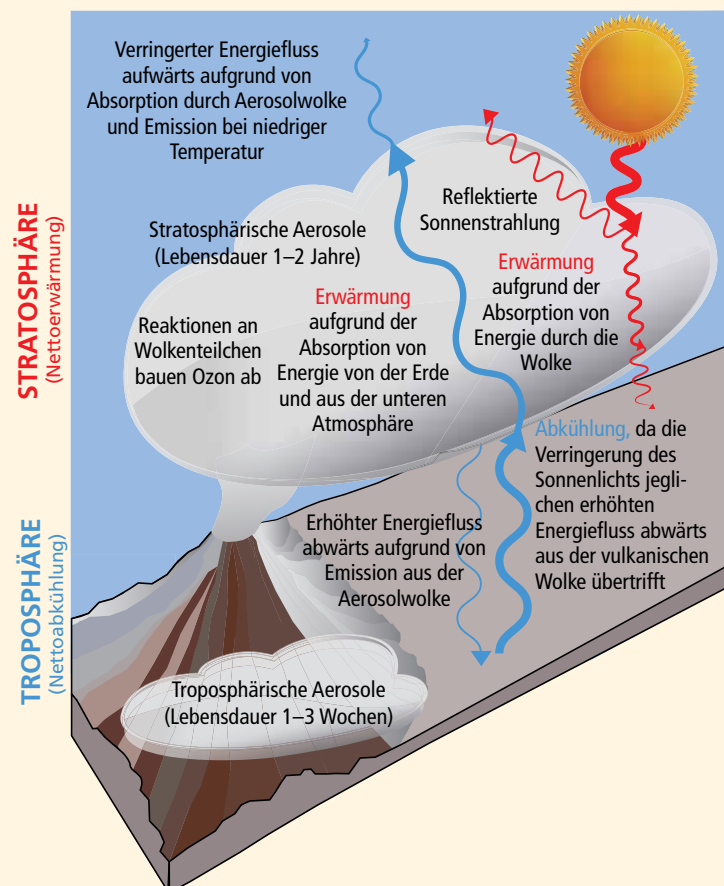 Verringerter Energiefluss
aufwärts aufgrund von
Absorption durch Aerosolwolke
und Emission bei niedriger
Temperatur
Reflektierte
Sonnenstrahlung
Stratosphärische Aerosole
(Lebensdauer 1–2 Jahre)
Erwärmung
aufgrund der
Absorption von
Energie durch die
Wolke
Reaktionen an
Wolkenteilchen
bauen Ozon ab
Erwärmung
aufgrund der
Absorption von
Energie von der Erde
und aus der unteren
Atmosphäre
Abkühlung, da die
Verringerung des
Sonnenlichts jegli-
chen erhöhten
Energiefluss abwärts
aus der vulkanischen
Wolke übertrifft
Erhöhter Energiefluss
abwärts aufgrund von
Emission aus der
Aerosolwolke
Troposphärische Aerosole
(Lebensdauer 1–3 Wochen)
STRATOSPHÄRE
(Nettoerwärmung)
TROPOSPHÄRE
(Nettoabkühlung)